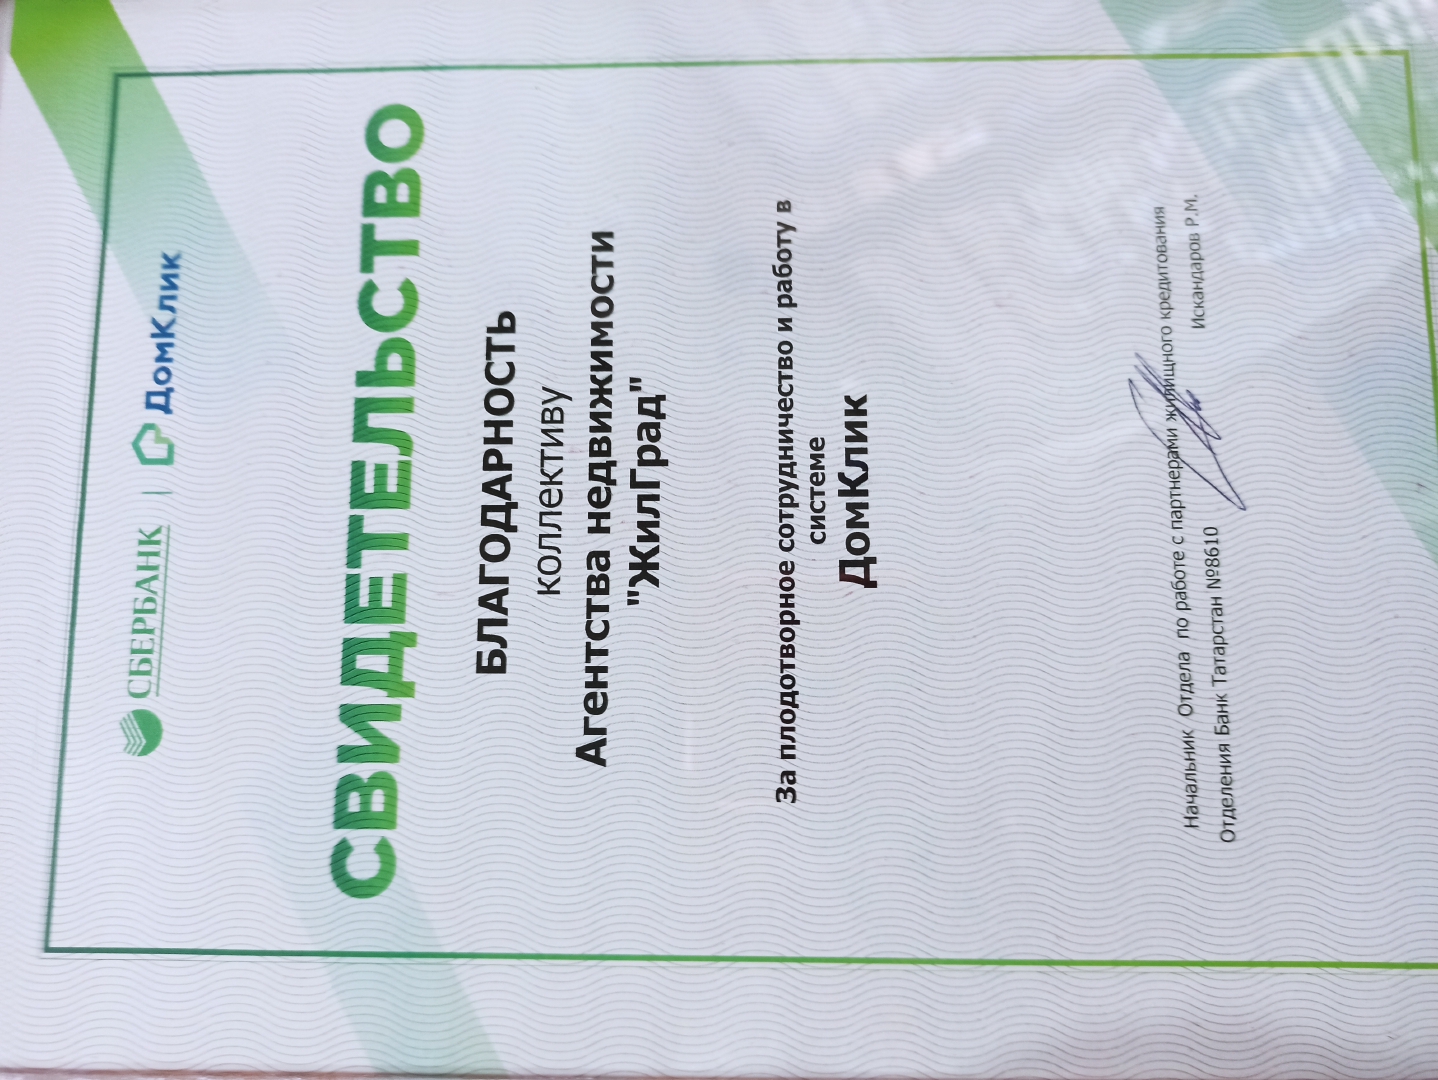 СБЕРБАНК | ДомКлик
СВИДЕТЕЛЬСТВО
БЛАГОДАРНОСТЬ
коллективу
Агентства недвижимости
"ЖилГрад"
За плодотворное сотрудничество и работу в
системе
ДомКлик
Начальник Отдела по работе с партнерами жилищного кредитования
Отделения Банк Татарстан №8610 Искандаров Р.М.